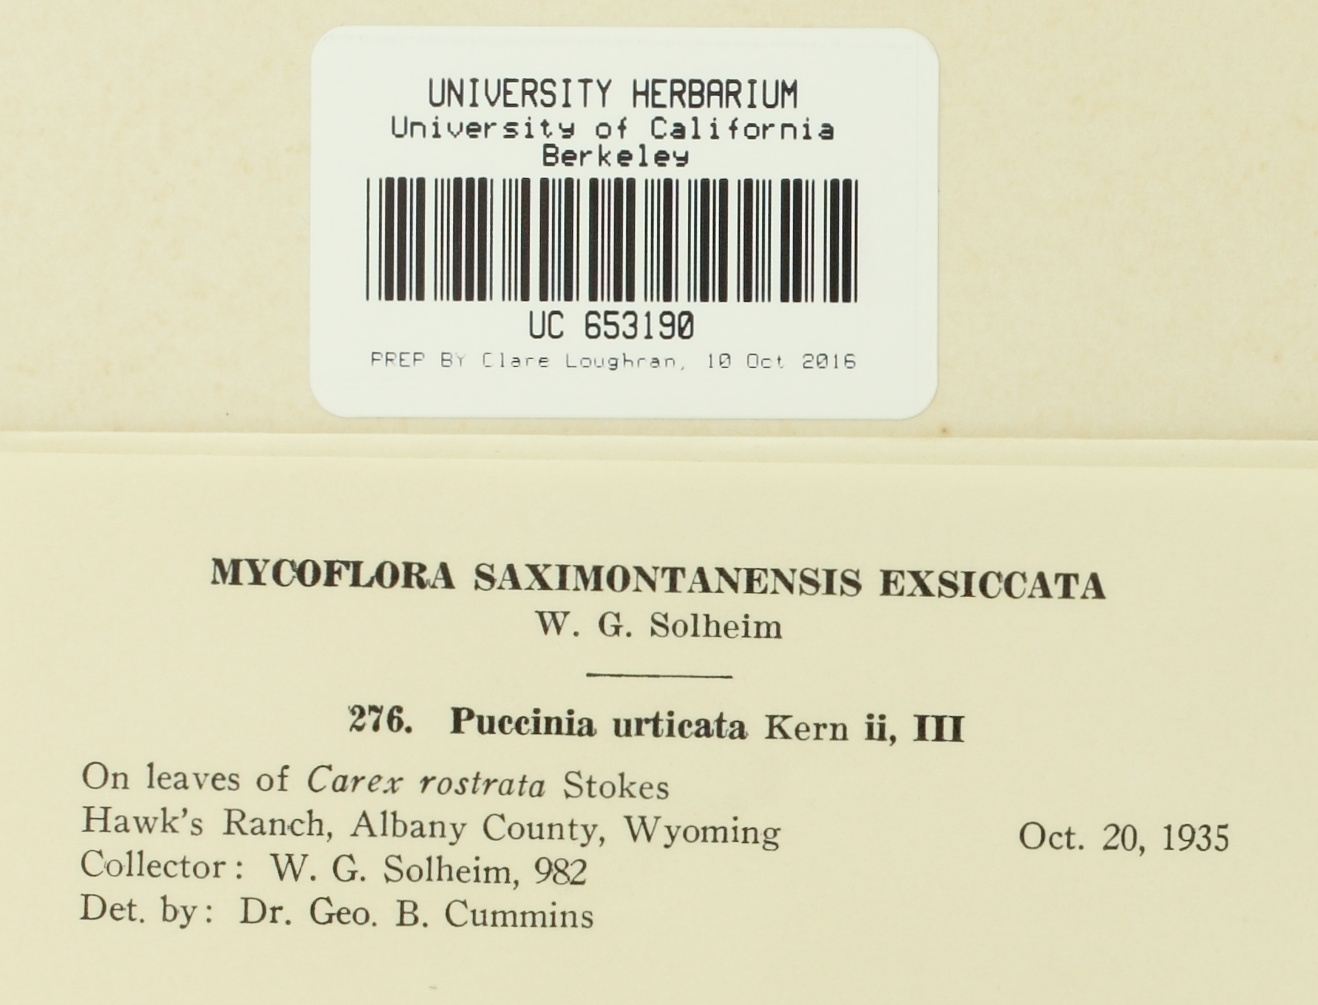 UNIVERSITY HERBARIUM
University of California
Berkeley
UC 653190
PREP BY Clare Loughran, 10 Oct 2016
MYCOFLORA SAXIMONTANENSIS EXSICCATA
W. G. Solheim
276. Puccinia urticata Kern ii, III
On leaves of Carex rostrata Stokes
Hawk's Ranch, Albany County, Wyoming Oct. 20, 1935
Collector: W. G. Solheim, 982
Det. by: Dr. Geo. B. Cummins